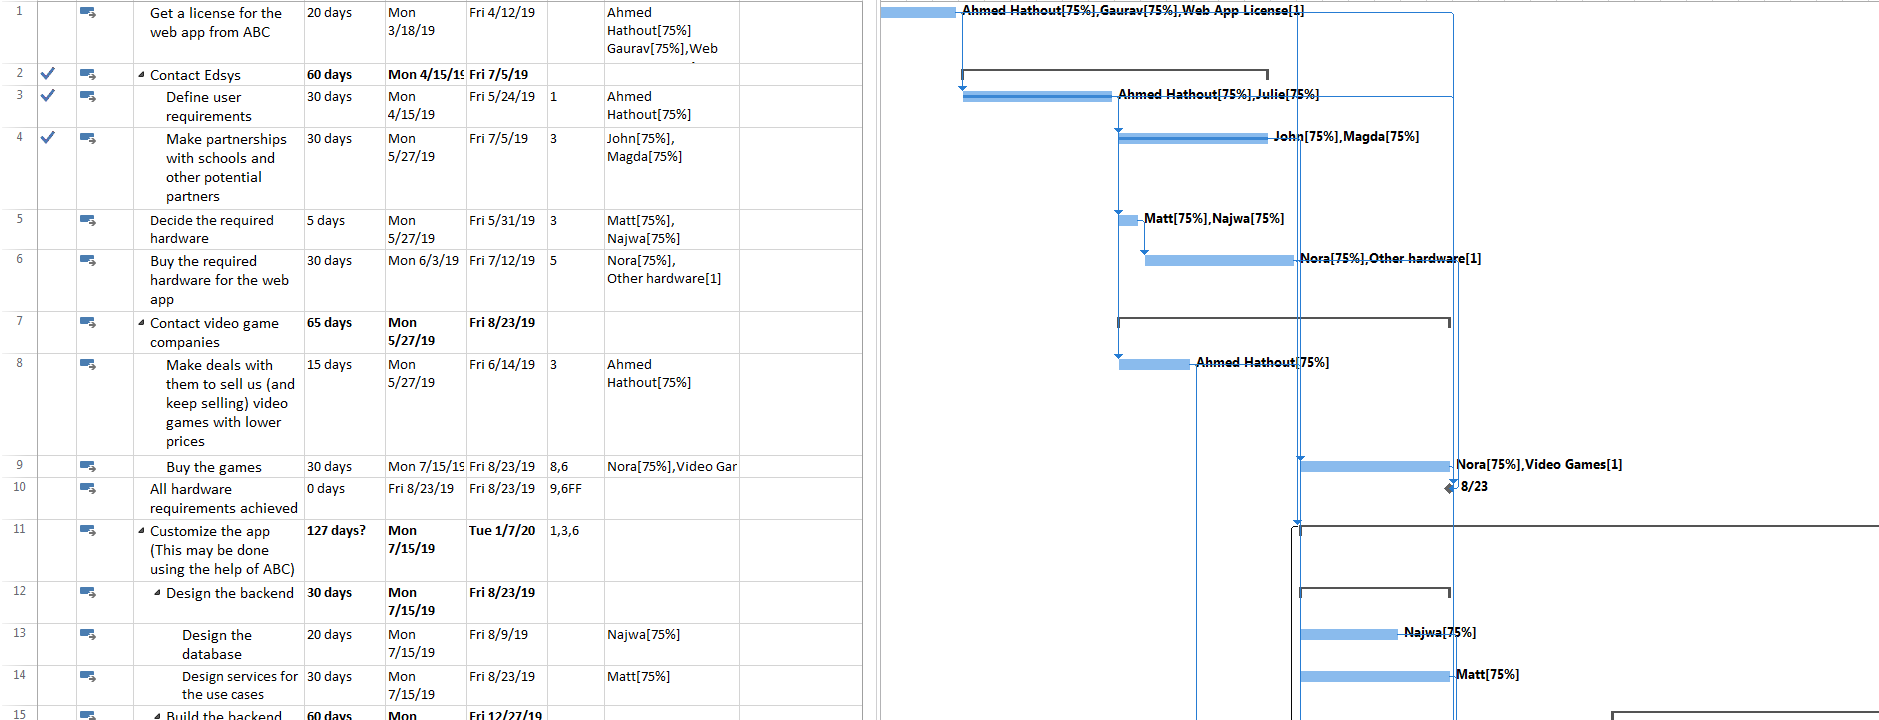 1 Get a license for the 20 days Mon Fri 4/12/19 Ahmed Ahmed Hathout[75%],Gaurav[75%],Web App License[1]
web app from ABC 3/18/19 Hathout[75%]
Gaurav[75%],Web
2 Contact Edsys 60 days Mon 4/15/19 Fri 7/5/19
3 Define user 30 days Mon Fri 5/24/19 1 Ahmed Ahmed Hathout[75%],Julie[75%]
requirements 4/15/19 Hathout[75%]
4 Make partnerships 30 days Mon Fri 7/5/19 3 John[75%], John[75%],Magda[75%]
with schools and 5/27/19 Magda[75%]
other potential
partners
5 Decide the required 5 days Mon Fri 5/31/19 3 Matt[75%], Matt[75%],Najwa[75%]
hardware 5/27/19 Najwa[75%]
6 Buy the required 30 days Mon 6/3/19 Fri 7/12/19 5 Nora[75%], Nora[75%],Other hardware[1]
hardware for the web Other hardware[1]
app
7 Contact video game 65 days Mon Fri 8/23/19
companies 5/27/19
8 Make deals with 15 days Mon Fri 6/14/19 3 Ahmed Ahmed Hathout[75%]
them to sell us (and 5/27/19 Hathout[75%]
keep selling) video
games with lower
prices
9 Buy the games 30 days Mon 7/15/19 Fri 8/23/19 8,6 Nora[75%],Video Gar Nora[75%],Video Games[1]
10 All hardware 0 days Fri 8/23/19 Fri 8/23/19 9,6FF 8/23
requirements achieved
11 Customize the app 127 days? Mon Tue 1/7/20 1,3,6
(This may be done 7/15/19
using the help of ABC)
12 Design the backend 30 days Mon Fri 8/23/19
7/15/19
13 Design the 20 days Mon Fri 8/9/19 Najwa[75%] Najwa[75%]
database 7/15/19
14 Design services for 30 days Mon Fri 8/23/19 Matt[75%] Matt[75%]
the use cases 7/15/19
15 Build the backend 60 days Mon Fri 12/27/19